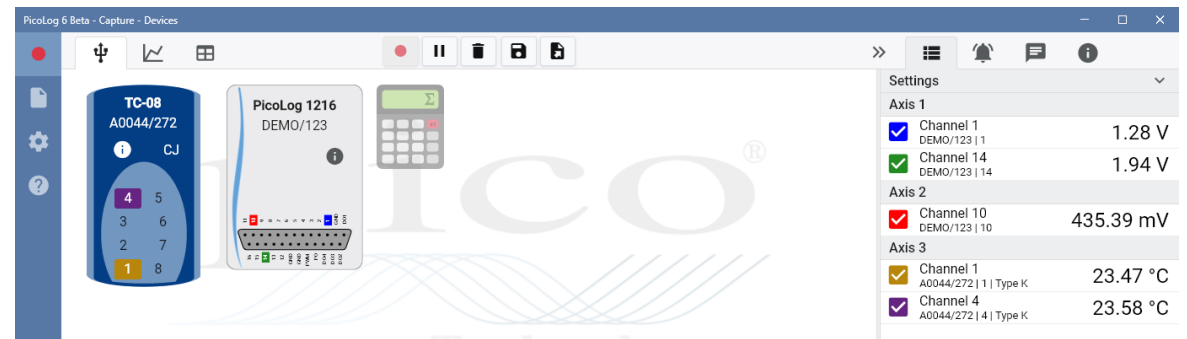 PicoLog 6 Beta - Capture - Devices
TC-08
A0044/272
CJ
4 5
3 6
2 7
1 8
PicoLog 1216
DEMO/123
Σ
pico®
Settings
Axis 1
Channel 1 1.28 V
DEMO/123 | 1
Channel 14 1.94 V
DEMO/123 | 14
Axis 2
Channel 10 435.39 mV
DEMO/123 | 10
Axis 3
Channel 1 23.47 °C
A0044/272 | 1 | Type K
Channel 4 23.58 °C
A0044/272 | 4 | Type K